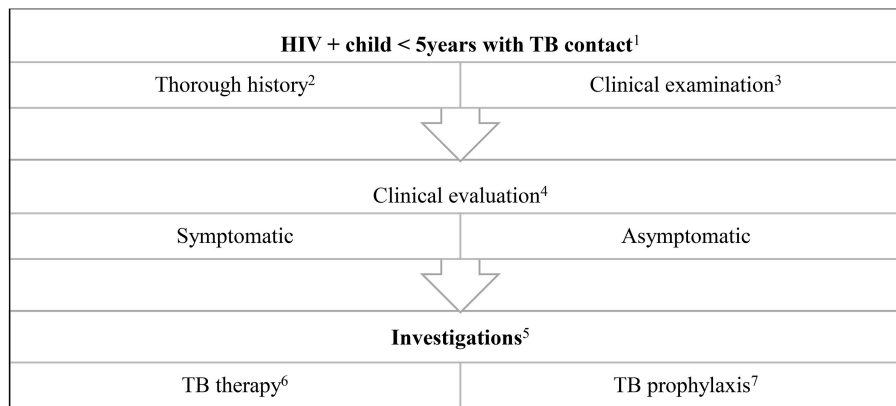 HIV + child < 5years with TB contact¹
Thorough history²
Clinical examination³
Clinical evaluation⁴
Symptomatic
Asymptomatic
Investigations⁵
TB therapy⁶
TB prophylaxis⁷